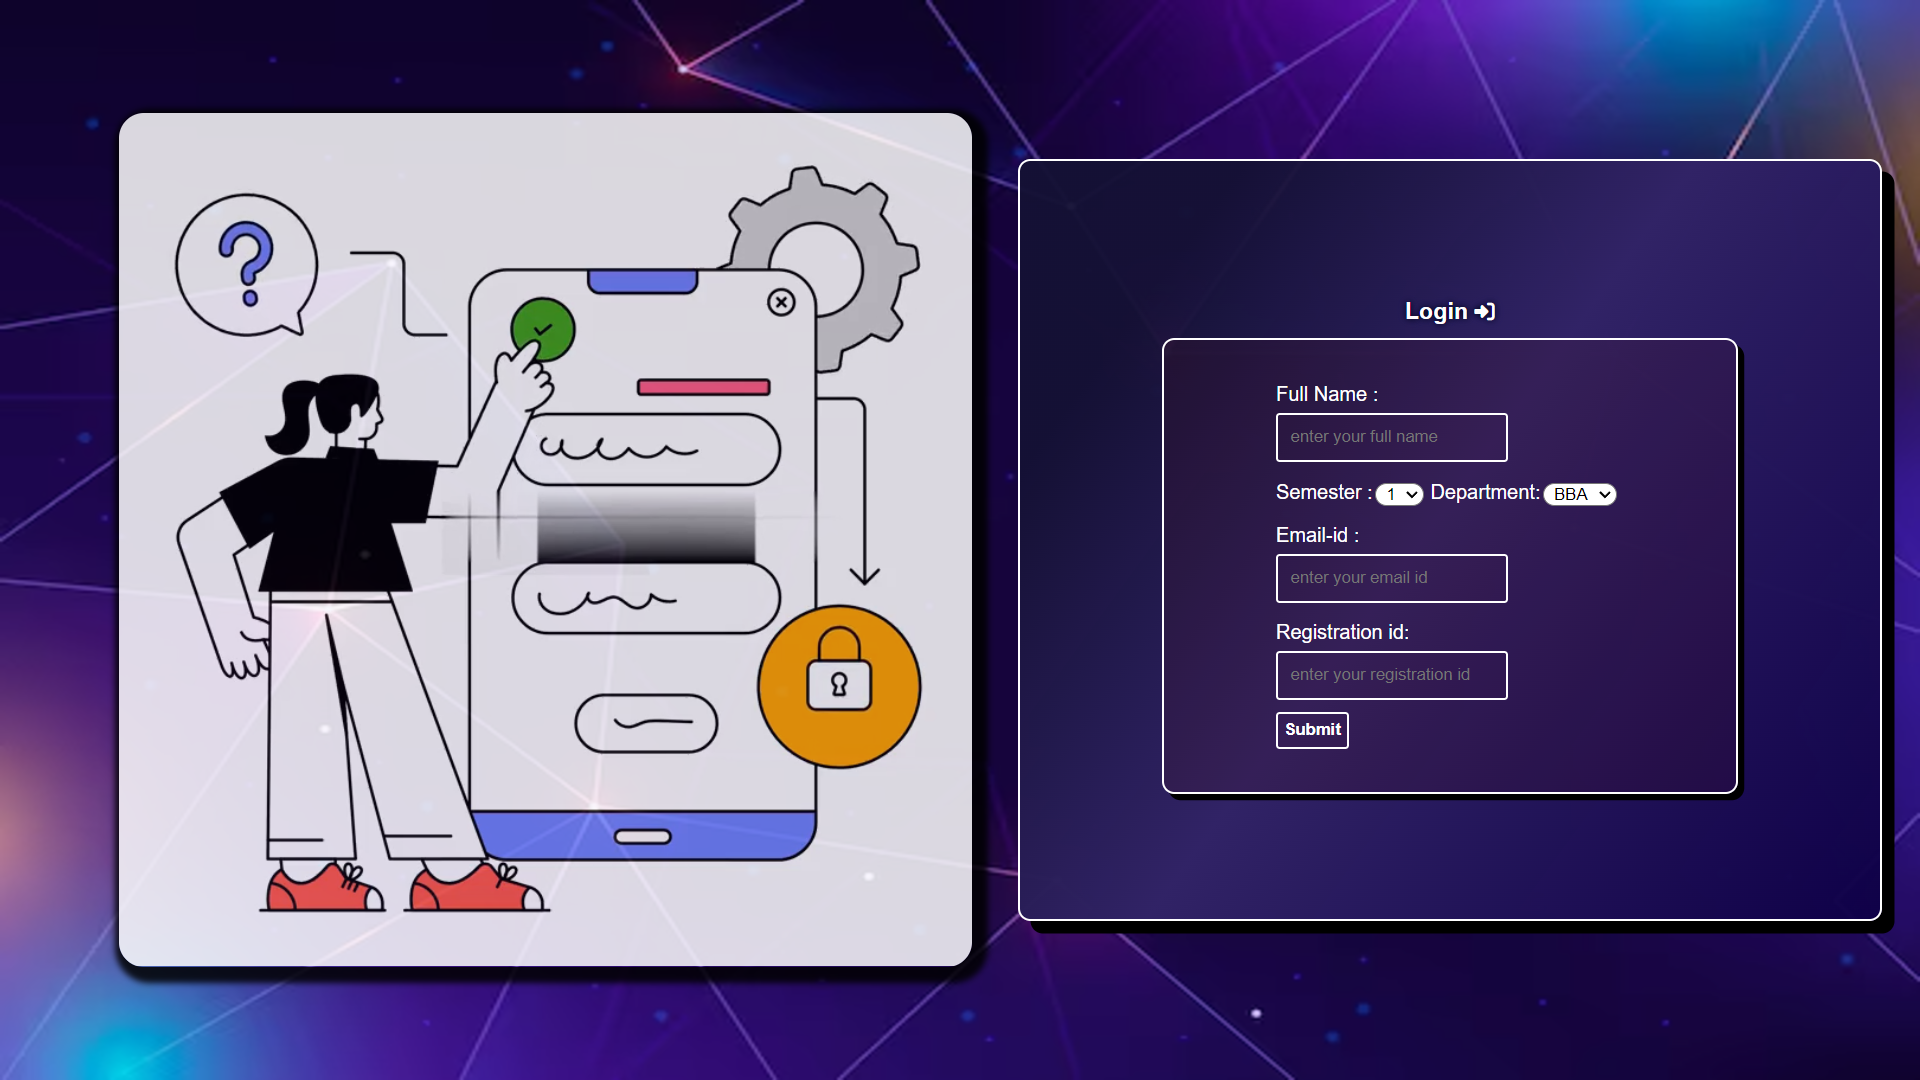 ?
Login
Full Name :
enter your full name
Semester : 1 Department: BBA
Email-id :
enter your email id
Registration id:
enter your registration id
Submit